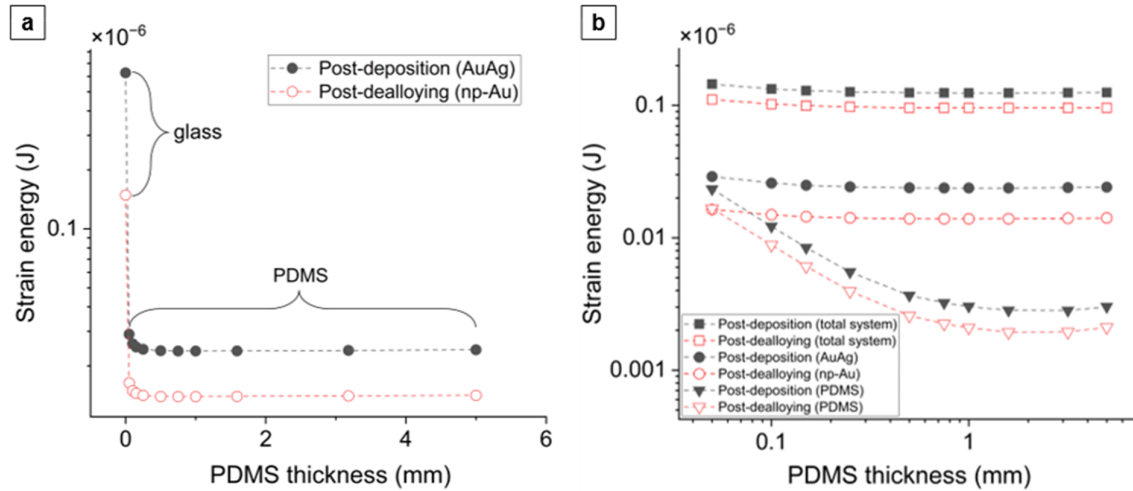 a
×10⁻⁶
Post-deposition (AuAg)
Post-dealloying (np-Au)
glass
PDMS
0.1
Strain energy (J)
0 2 4 6
PDMS thickness (mm)
b
×10⁻⁶
0.1
0.01
0.001
Strain energy (J)
Post-deposition (total system)
Post-dealloying (total system)
Post-deposition (AuAg)
Post-dealloying (np-Au)
Post-deposition (PDMS)
Post-dealloying (PDMS)
0.1 1
PDMS thickness (mm)